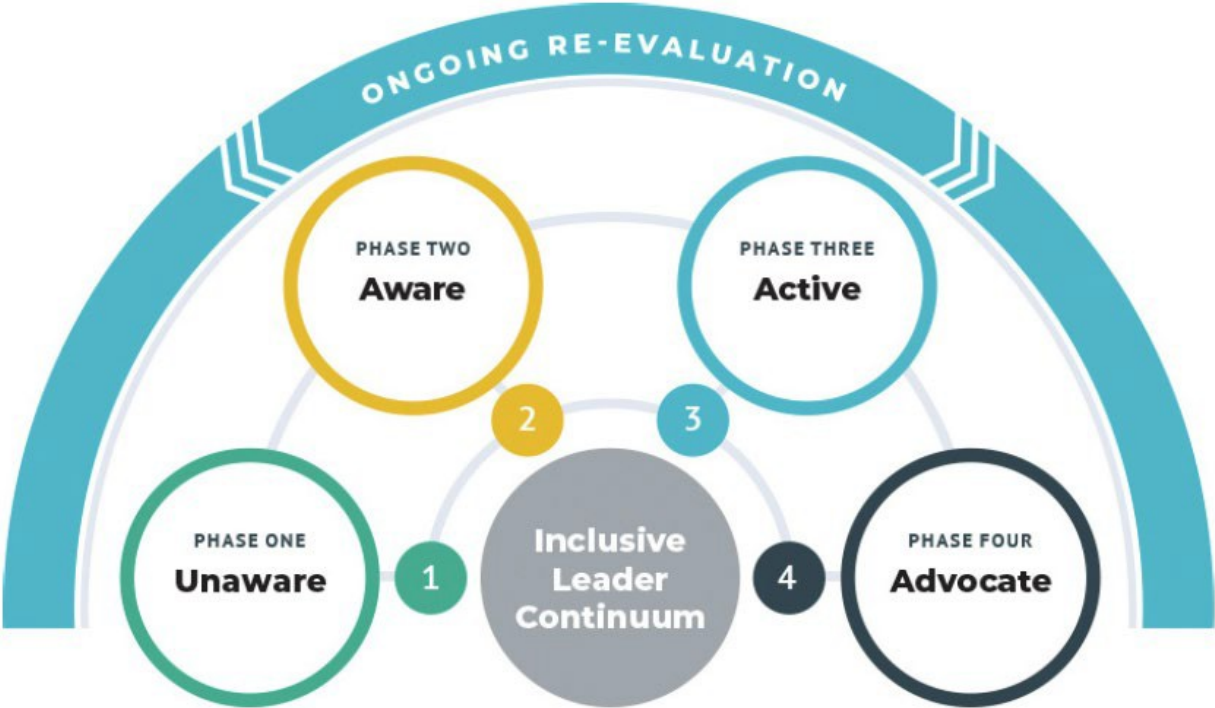 ONGOING RE-EVALUATION
PHASE TWO
Aware
PHASE THREE
Active
2
3
PHASE ONE
Unaware
1
Inclusive
Leader
Continuum
4
PHASE FOUR
Advocate